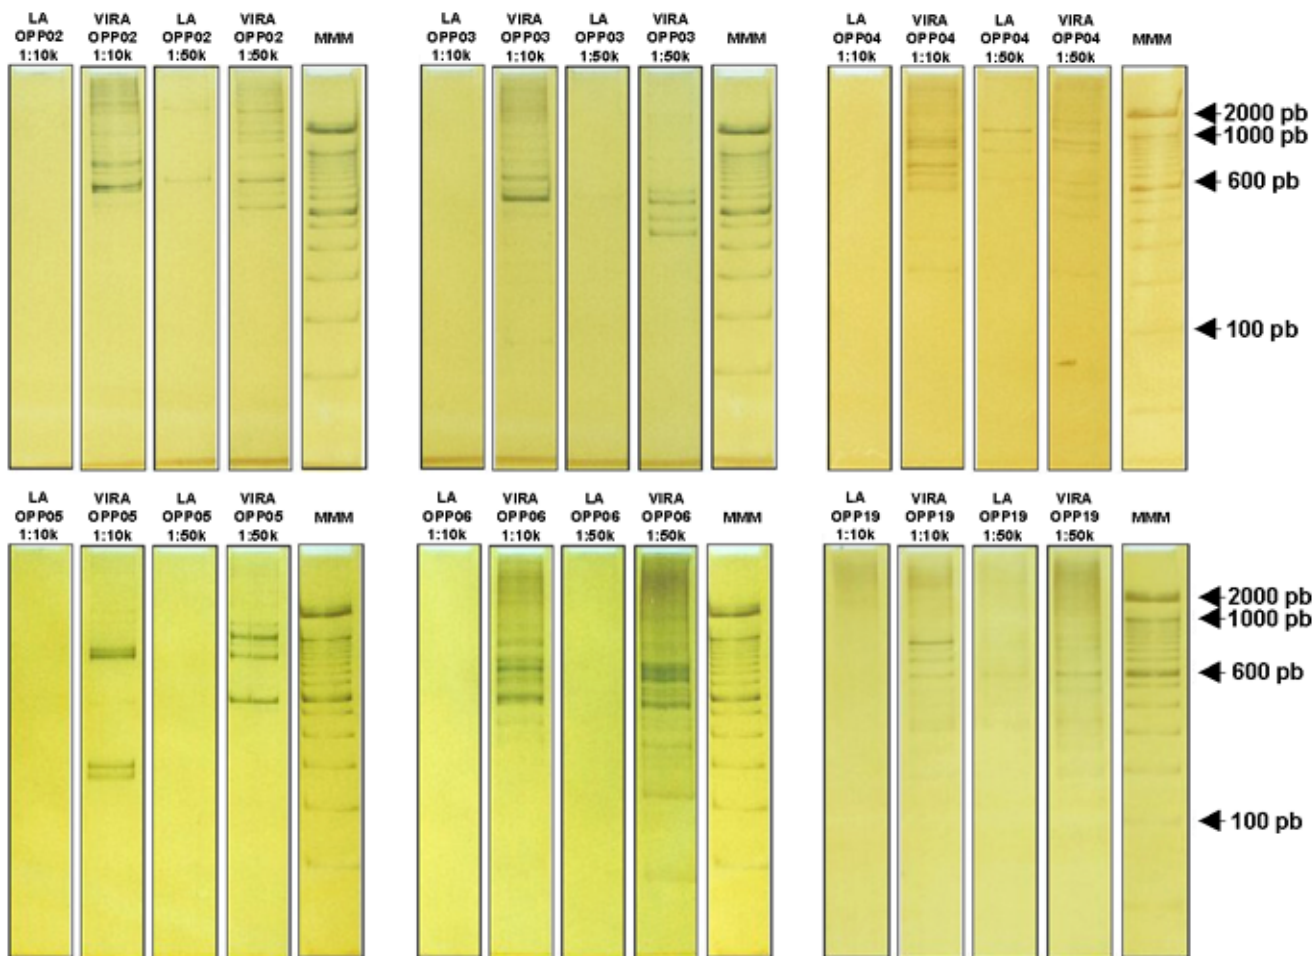 LA VIRA LA VIRA
OPP02 OPP02 OPP02 OPP02 MMM
1:10k 1:10k 1:50k 1:50k
LA VIRA LA VIRA
OPP03 OPP03 OPP03 OPP03 MMM
1:10k 1:10k 1:50k 1:50k
LA VIRA LA VIRA
OPP04 OPP04 OPP04 OPP04 MMM
1:10k 1:10k 1:50k 1:50k
2000 pb
1000 pb
600 pb
100 pb
LA VIRA LA VIRA
OPP05 OPP05 OPP05 OPP05 MMM
1:10k 1:10k 1:50k 1:50k
LA VIRA LA VIRA
OPP06 OPP06 OPP06 OPP06 MMM
1:10k 1:10k 1:50k 1:50k
LA VIRA LA VIRA
OPP19 OPP19 OPP19 OPP19 MMM
1:10k 1:10k 1:50k 1:50k
2000 pb
1000 pb
600 pb
100 pb